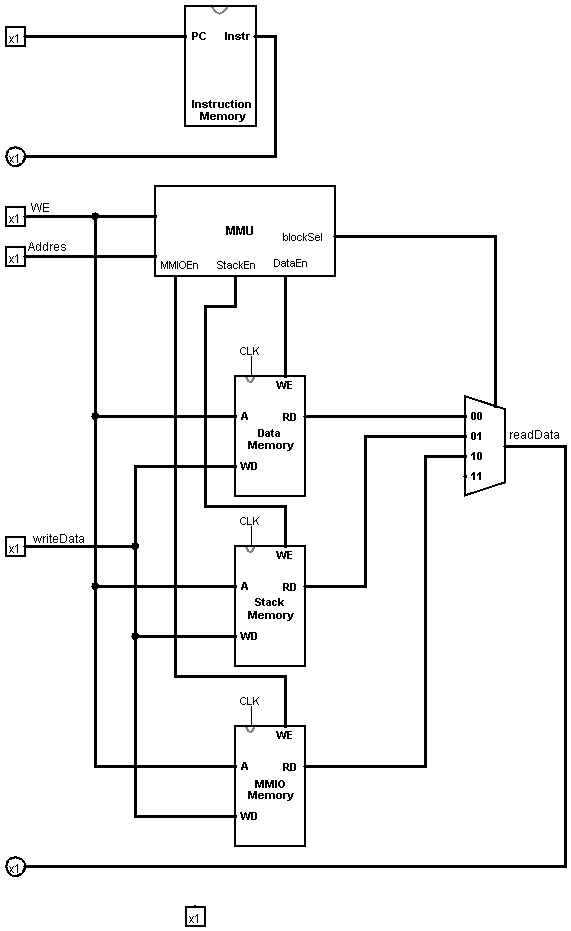 x1
PC Instr
Instruction
Memory
x1
x1
WE
MMU
blockSel
x1
Addres
MMIOEn StackEn DataEn
CLK
WE
A RD
Data
Memory
WD
00
01
10
11
readData
x1
writeData
CLK
WE
A RD
Stack
Memory
WD
CLK
WE
A RD
MMIO
Memory
WD
x1
x1